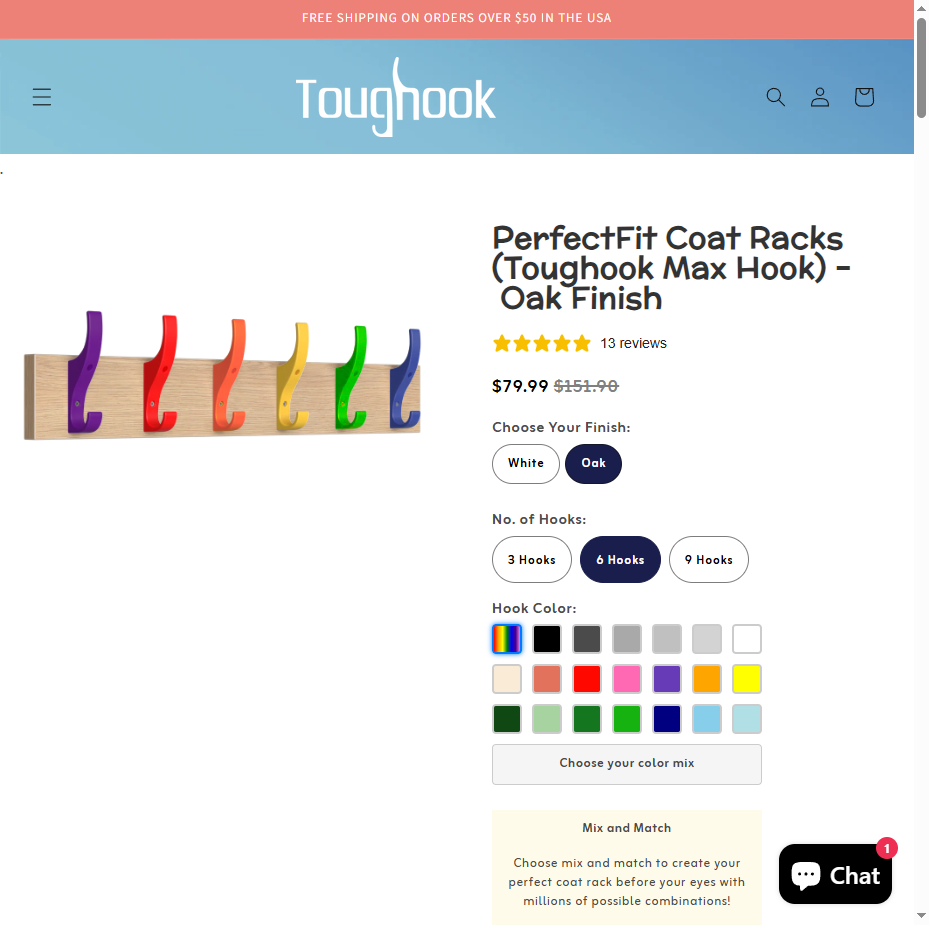 FREE SHIPPING ON ORDERS OVER $50 IN THE USA
Toughook
.
PerfectFit Coat Racks
(Toughook Max Hook) –
Oak Finish
13 reviews
$79.99 $151.90
Choose Your Finish:
White Oak
No. of Hooks:
3 Hooks 6 Hooks 9 Hooks
Hook Color:
Choose your color mix
Mix and Match
Choose mix and match to create your
perfect coat rack before your eyes with
millions of possible combinations!
1
Chat